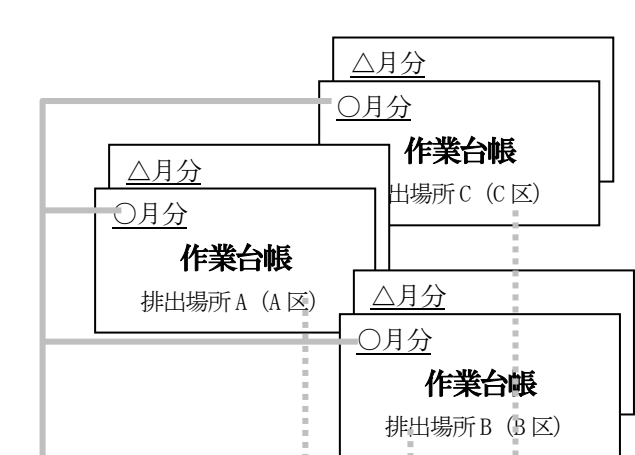 △月分
○月分
作業台帳
出場所C（C区）
△月分
○月分
作業台帳
排出場所A（A区）
△月分
○月分
作業台帳
排出場所B（B区）